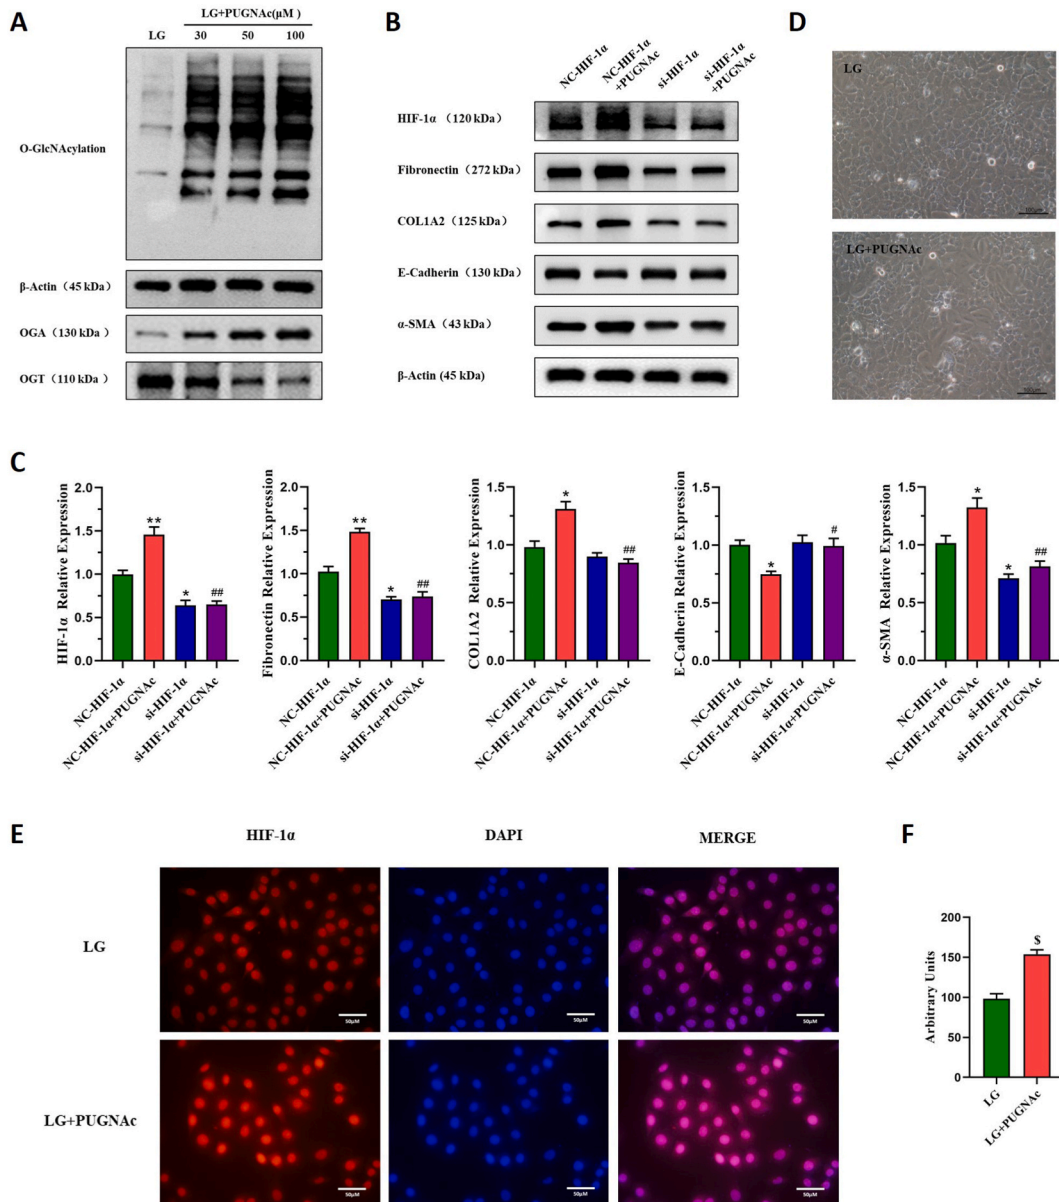 A
LG+PUGNAc(μM )
LG 30 50 100
O-GlcNAcylation
β-Actin（45 kDa）
OGA（130 kDa）
OGT（110 kDa）
B
NC-HIF-1α
NC-HIF-1α
+PUGNAc
si-HIF-1α
si-HIF-1α
+PUGNAc
HIF-1α （120 kDa）
Fibronectin（272 kDa）
COL1A2（125 kDa）
E-Cadherin（130 kDa）
α-SMA（43 kDa）
β-Actin (45 kDa)
D
LG
100μm
LG+PUGNAc
100μm
C
HIF-1α Relative Expression
2.0
1.5
1.0
0.5
0.0
**
*
##
NC-HIF-1α
NC-HIF-1α+PUGNAc
si-HIF-1α
si-HIF-1α+PUGNAc
Fibronectin Relative Expression
2.0
1.5
1.0
0.5
0.0
**
*
##
NC-HIF-1α
NC-HIF-1α+PUGNAc
si-HIF-1α
si-HIF-1α+PUGNAc
COL1A2 Relative Expression
1.5
1.0
0.5
0.0
*
##
NC-HIF-1α
NC-HIF-1α+PUGNAc
si-HIF-1α
si-HIF-1α+PUGNAc
E-Cadherin Relative Expression
1.5
1.0
0.5
0.0
*
#
NC-HIF-1α
NC-HIF-1α+PUGNAc
si-HIF-1α
si-HIF-1α+PUGNAc
α-SMA Relative Expression
1.5
1.0
0.5
0.0
*
*
##
NC-HIF-1α
NC-HIF-1α+PUGNAc
si-HIF-1α
si-HIF-1α+PUGNAc
E
HIF-1α DAPI MERGE
LG
50μM 50μM 50μM
LG+PUGNAc
50μM 50μM 50μM
F
Arbitrary Units
200
150
100
50
0
$
LG
LG+PUGNAc